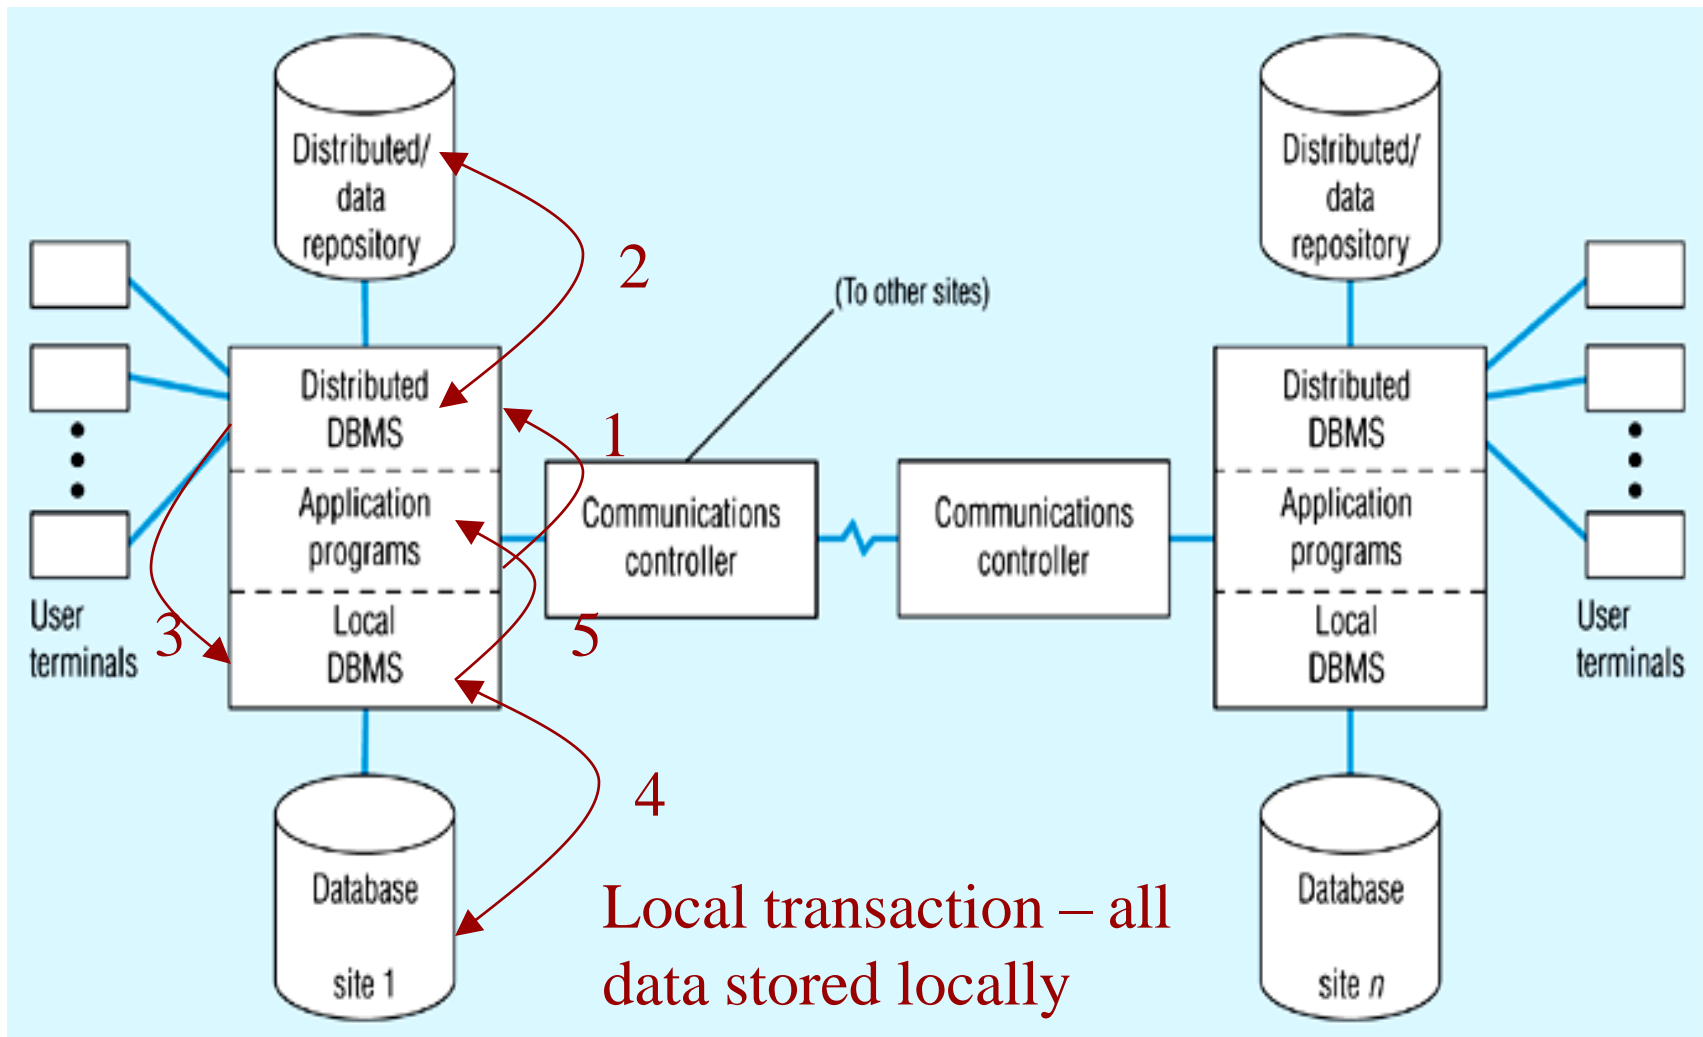 Distributed/
data
repository
2
Distributed
DBMS
1
Application
programs
Local
DBMS
3
5
User
terminals
4
Database
site 1
(To other sites)
Communications
controller
Communications
controller
Distributed/
data
repository
Distributed
DBMS
Application
programs
Local
DBMS
User
terminals
Database
site n
Local transaction – all
data stored locally